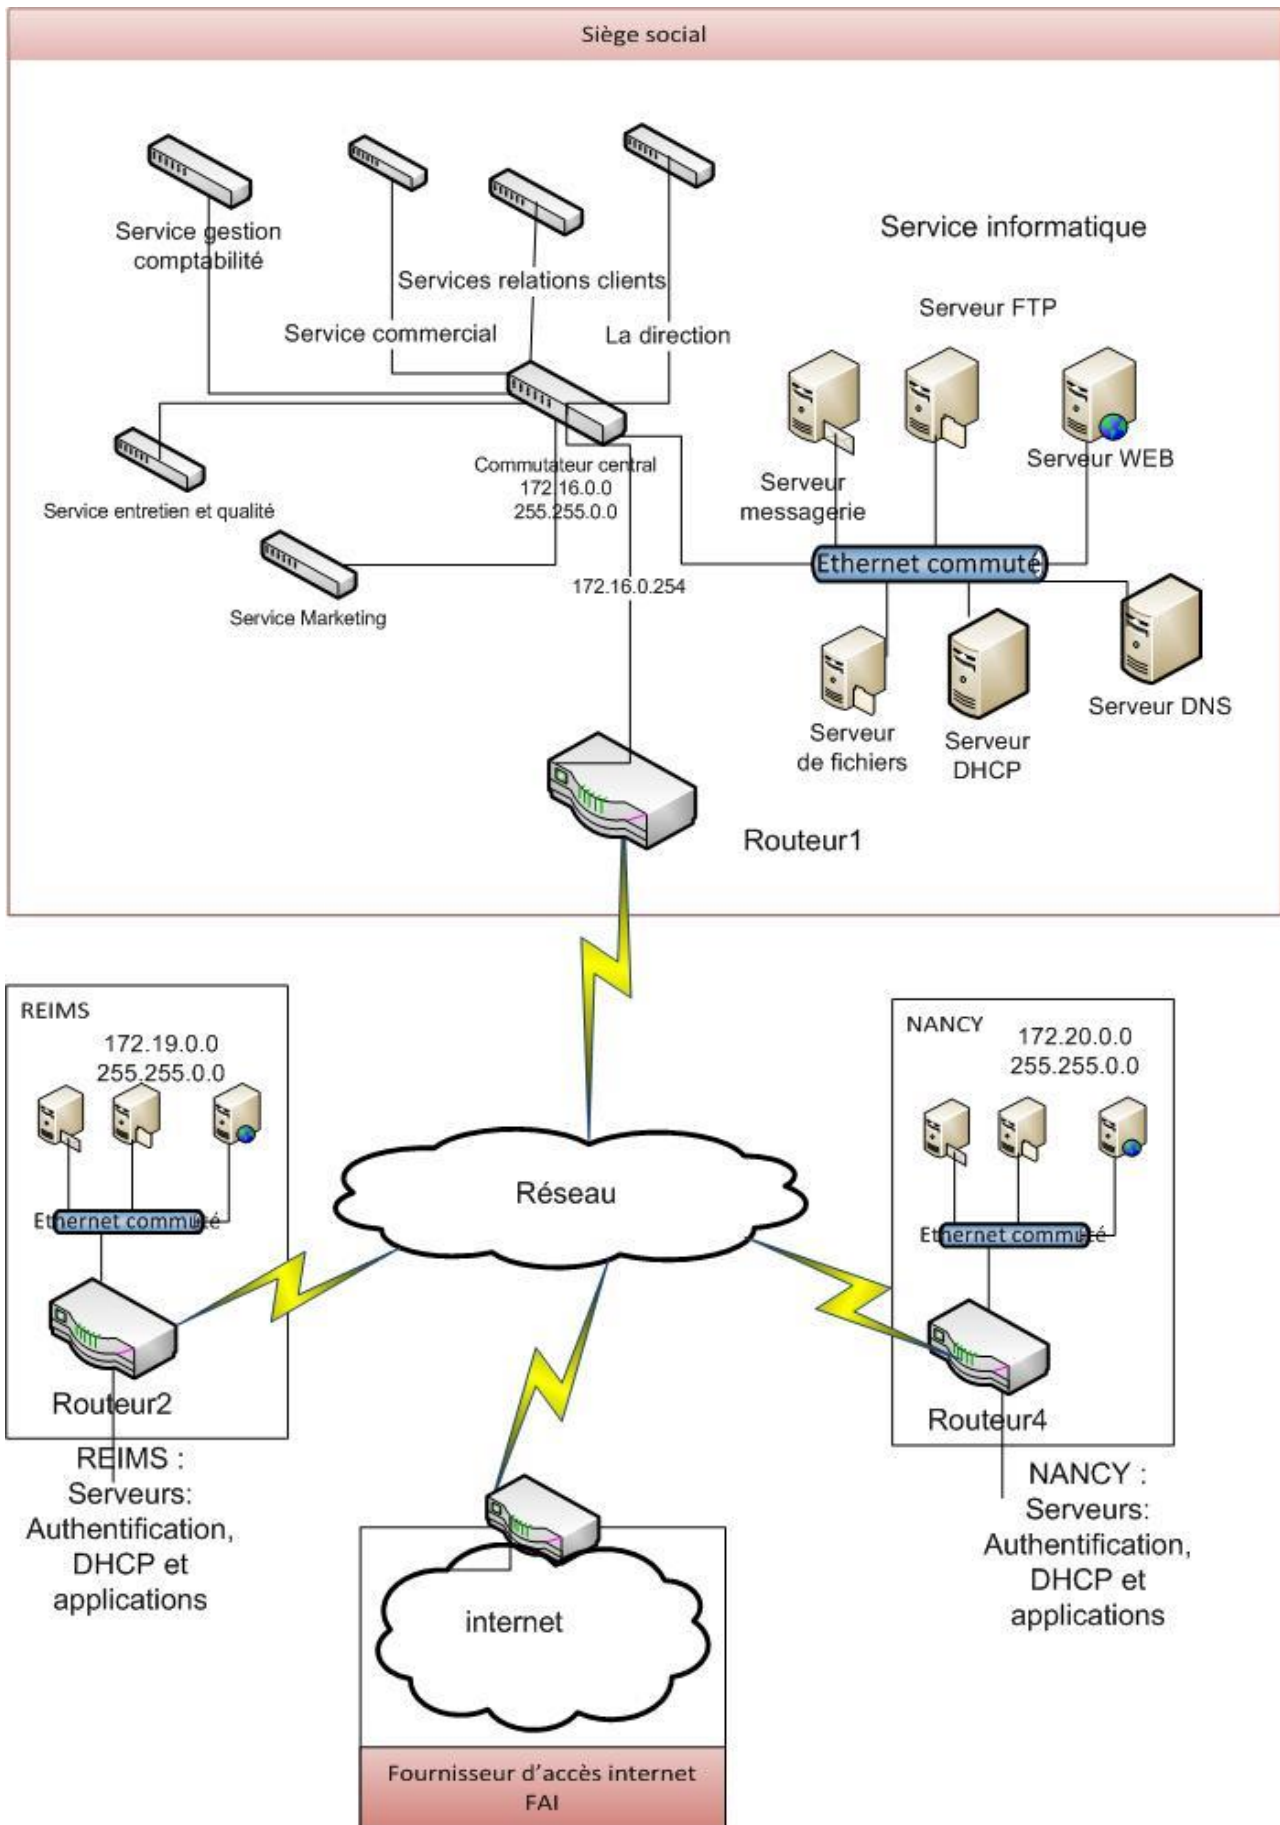 Siège social
Service gestion
comptabilité
Services relations clients
Service commercial
La direction
Service informatique
Serveur FTP
Serveur WEB
Serveur
messagerie
Commutateur central
172.16.0.0
255.255.0.0
Service entretien et qualité
Ethernet commuté
172.16.0.254
Service Marketing
Serveur DNS
Serveur
de fichiers
Serveur
DHCP
Routeur1
REIMS
172.19.0.0
255.255.0.0
Ethernet commuté
Routeur2
REIMS :
Serveurs:
Authentification,
DHCP et
applications
Réseau
NANCY
172.20.0.0
255.255.0.0
Ethernet commuté
Routeur4
NANCY :
Serveurs:
Authentification,
DHCP et
applications
internet
Fournisseur d'accès internet
FAI